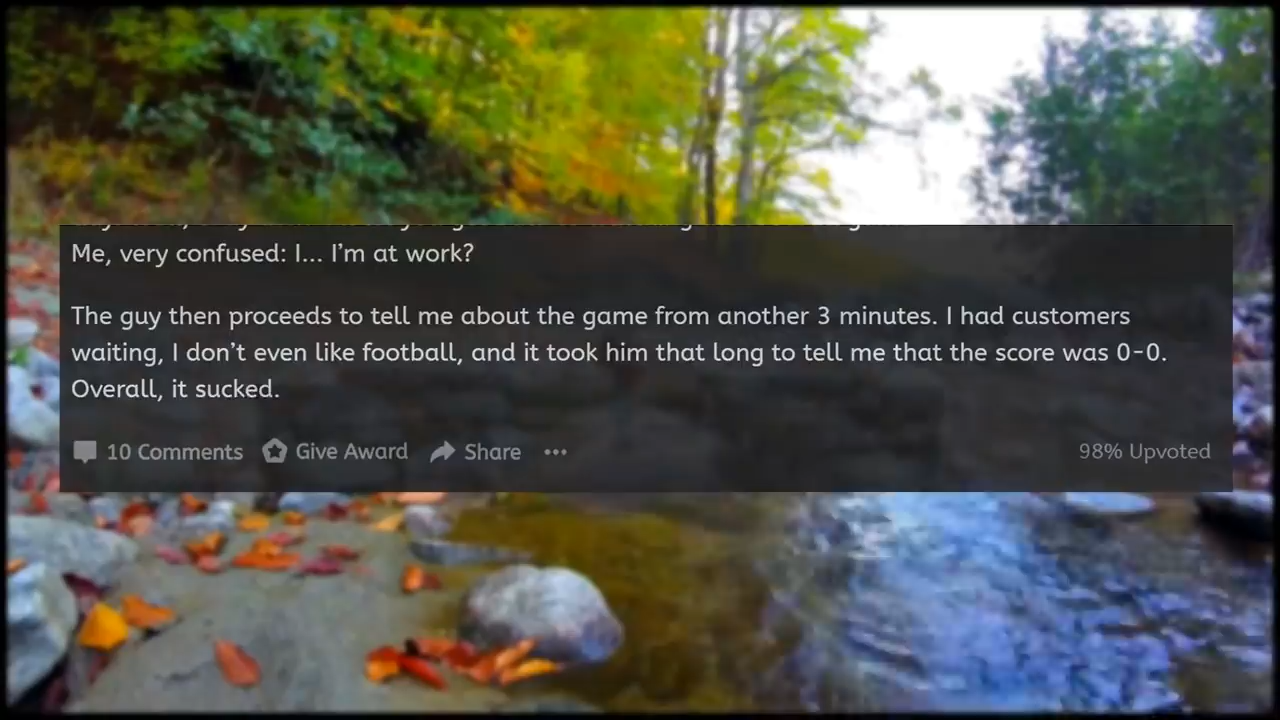 Me, very confused: I... I’m at work?
The guy then proceeds to tell me about the game from another 3 minutes. I had customers
waiting, I don’t even like football, and it took him that long to tell me that the score was 0-0.
Overall, it sucked.
10 Comments Give Award Share ••• 98% Upvoted